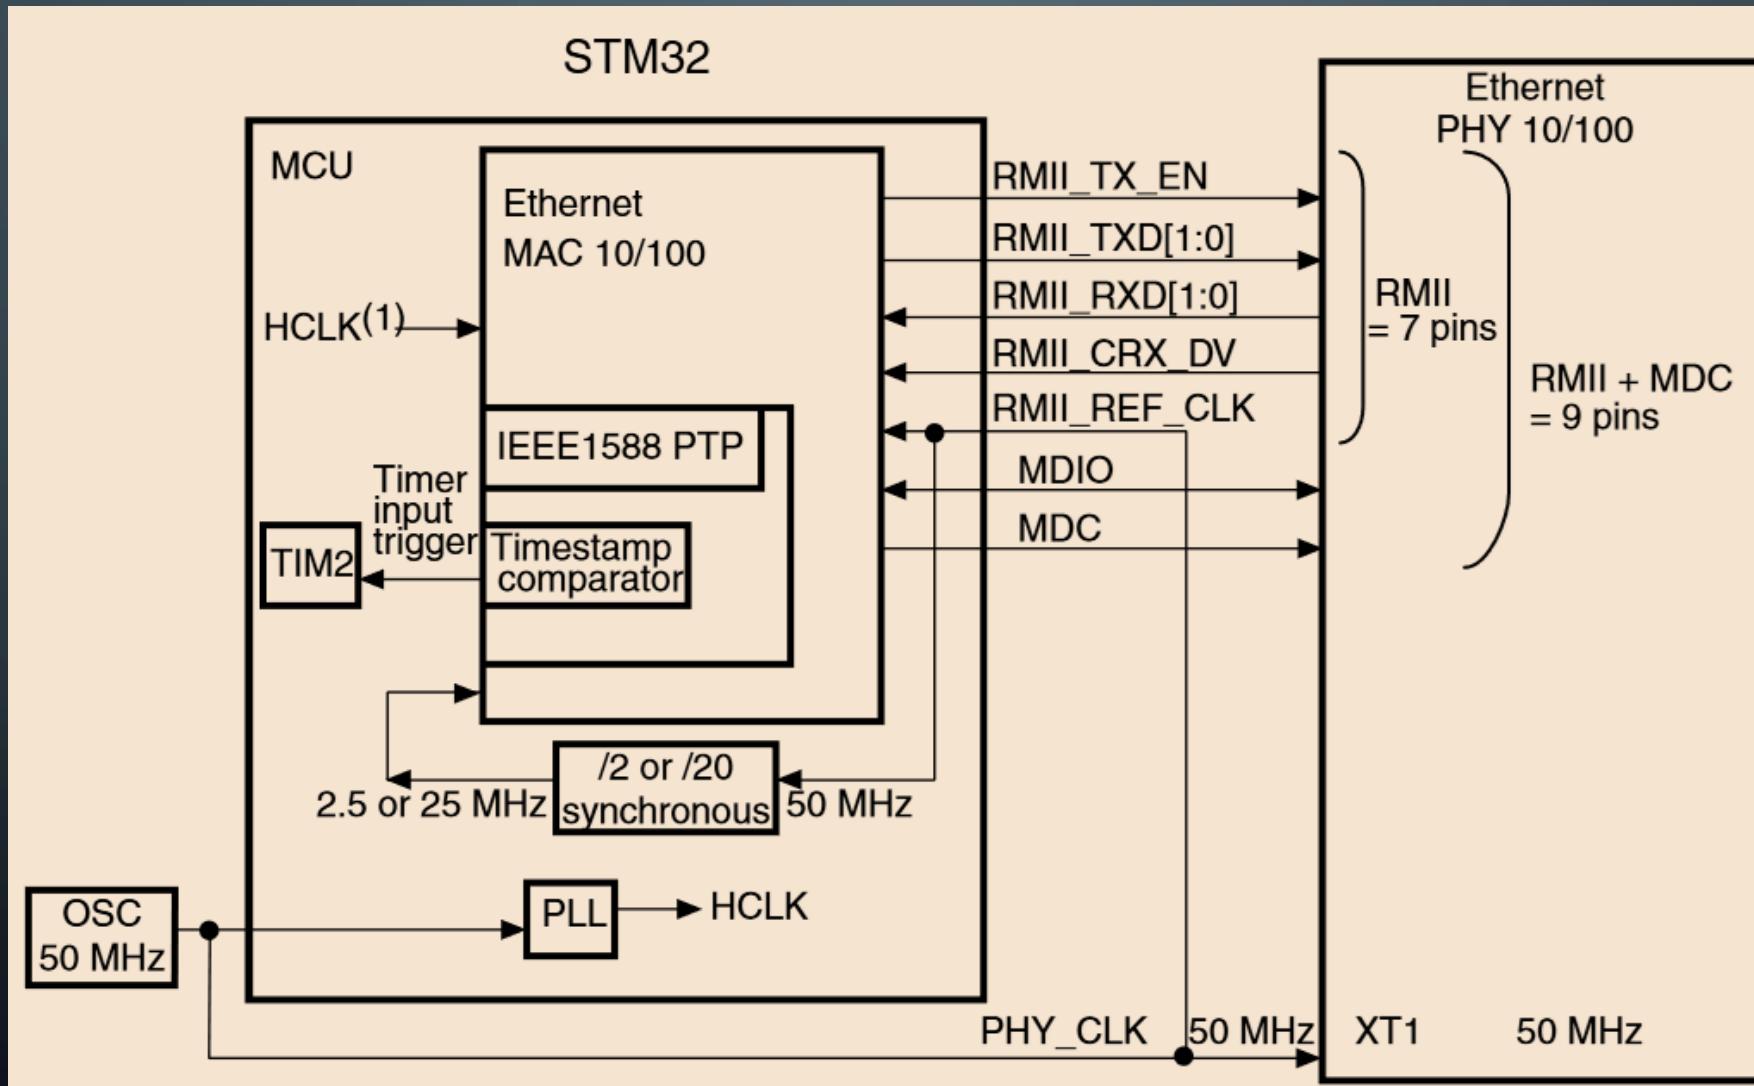 STM32
Ethernet
PHY 10/100
MCU
Ethernet
MAC 10/100
HCLK(1)
RMII_TX_EN
RMII_TXD[1:0]
RMII_RXD[1:0]
RMII_CRX_DV
RMII_REF_CLK
MDIO
MDC
RMII
= 7 pins
RMII + MDC
= 9 pins
IEEE1588 PTP
Timer
input
trigger
TIM2
Timestamp
comparator
/2 or /20
synchronous
2.5 or 25 MHz
50 MHz
OSC
50 MHz
PLL
HCLK
PHY_CLK
50 MHz
XT1
50 MHz